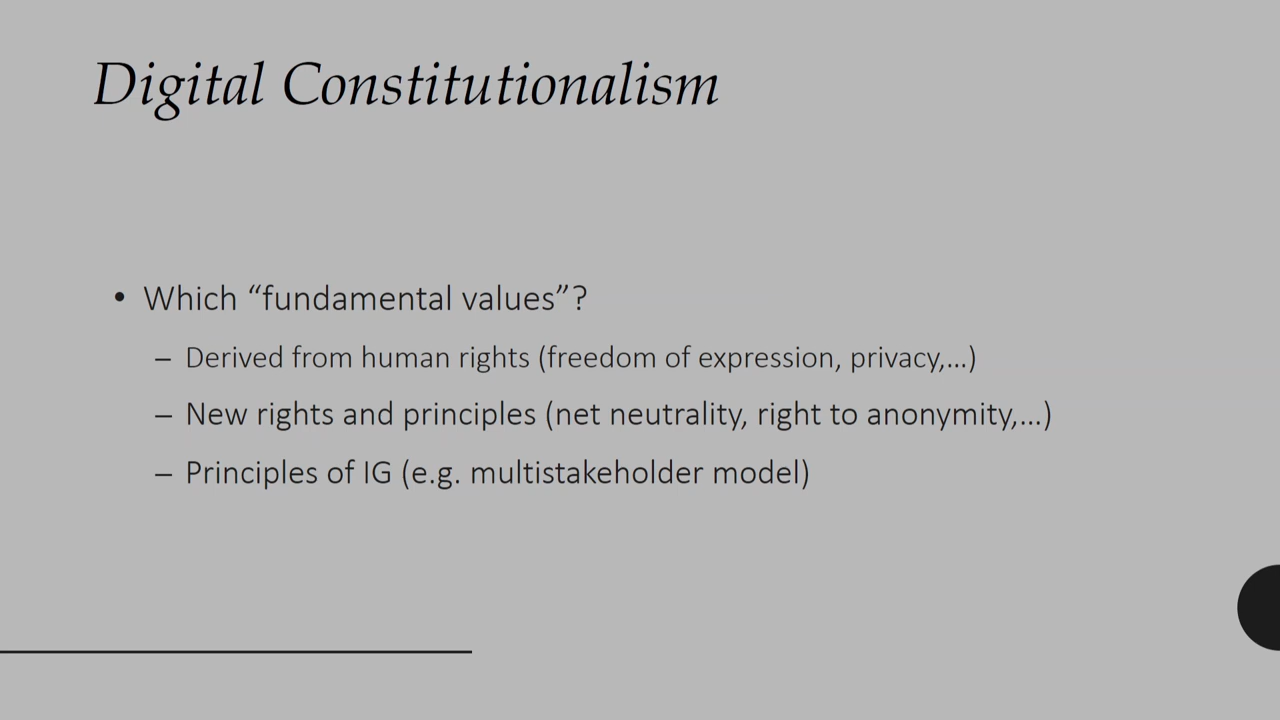 Digital Constitutionalism
• Which “fundamental values”?
– Derived from human rights (freedom of expression, privacy,…)
– New rights and principles (net neutrality, right to anonymity,…)
– Principles of IG (e.g. multistakeholder model)